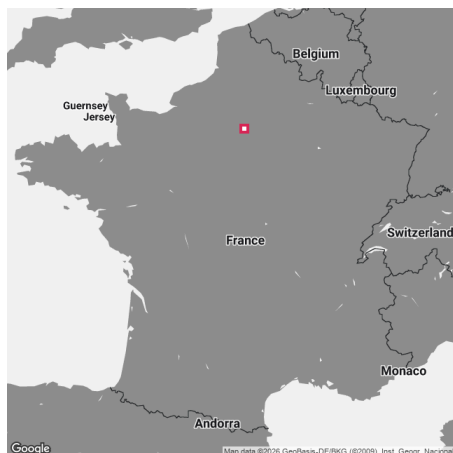 Belgium
Luxembourg
Guernsey
Jersey
Switzerland
France
Monaco
Andorra
Google
Map data ©2026 GeoBasis-DE/BKG (©2009), Inst. Geogr. Nacional